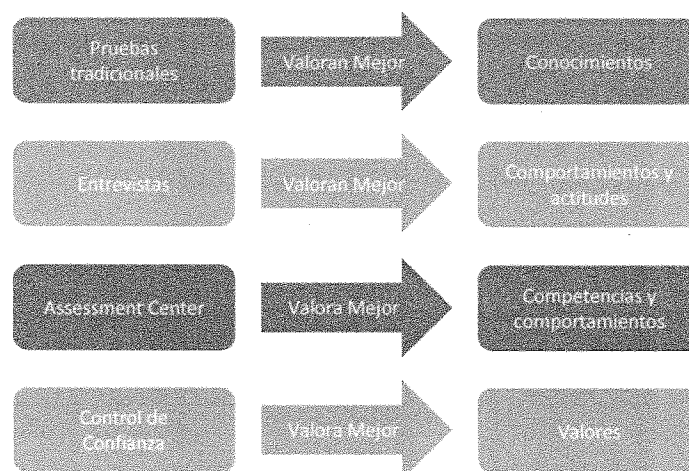 Pruebas
tradicionales
Valoran Mejor
Conocimientos
Entrevistas
Valoran Mejor
Comportamientos y
actitudes
Assessment Center
Valora Mejor
Competencias y
comportamientos
Control de
Confianza
Valora Mejor
Valores